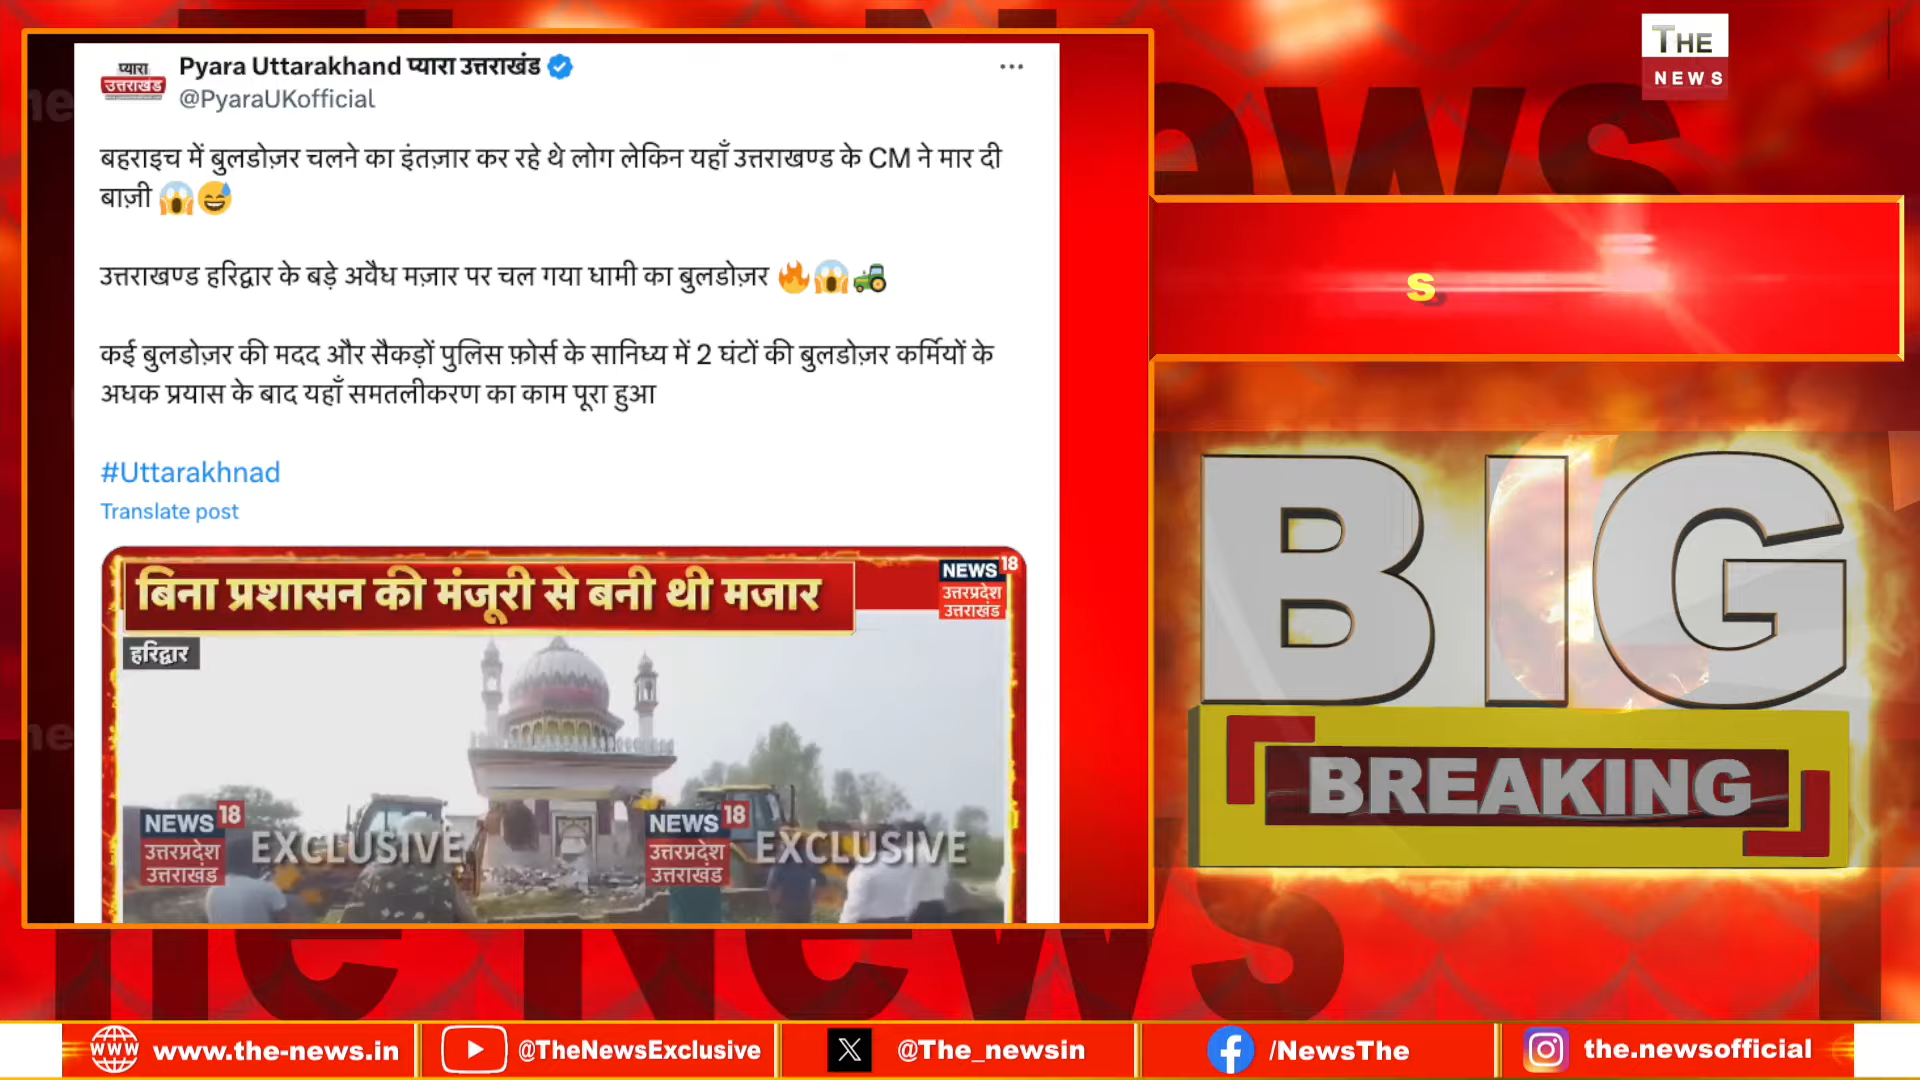 Pyara Uttarakhand प्यारा उत्तराखंड
@PyaraUKofficial
प्यारा
उत्तराखंड
बहराइच में बुलडोज़र चलने का इंतज़ार कर रहे थे लोग लेकिन यहाँ उत्तराखण्ड के CM ने मार दी
बाज़ी 😱😅
उत्तराखण्ड हरिद्वार के बड़े अवैध मज़ार पर चल गया धामी का बुलडोज़र 🔥😱🚜
कई बुलडोज़र की मदद और सैकड़ों पुलिस फ़ोर्स के सानिध्य में 2 घंटों की बुलडोज़र कर्मियों के
अधक प्रयास के बाद यहाँ समतलीकरण का काम पूरा हुआ
#Uttarakhnad
Translate post
बिना प्रशासन की मंजूरी से बनी थी मजार
NEWS 18
उत्तरप्रदेश
उत्तराखंड
हरिद्वार
NEWS 18
उत्तरप्रदेश
उत्तराखंड
EXCLUSIVE
NEWS 18
उत्तरप्रदेश
उत्तराखंड
EXCLUSIVE
THE
NEWS
S
BIG
BREAKING
www.the-news.in
@TheNewsExclusive
@The_newsin
/NewsThe
the.newsofficial